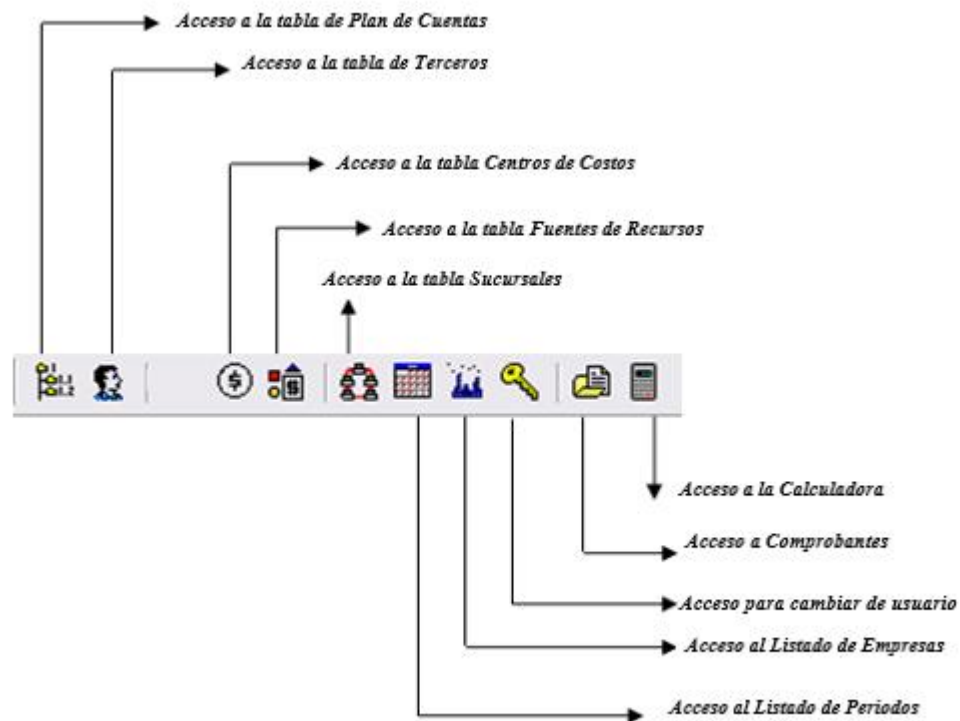 Acceso a la tabla de Plan de Cuentas
Acceso a la tabla de Terceros
Acceso a la tabla Centros de Costos
Acceso a la tabla Fuentes de Recursos
Acceso a la tabla Sucursales
Acceso a la Calculadora
Acceso a Comprobantes
Acceso para cambiar de usuario
Acceso al Listado de Empresas
Acceso al Listado de Periodos